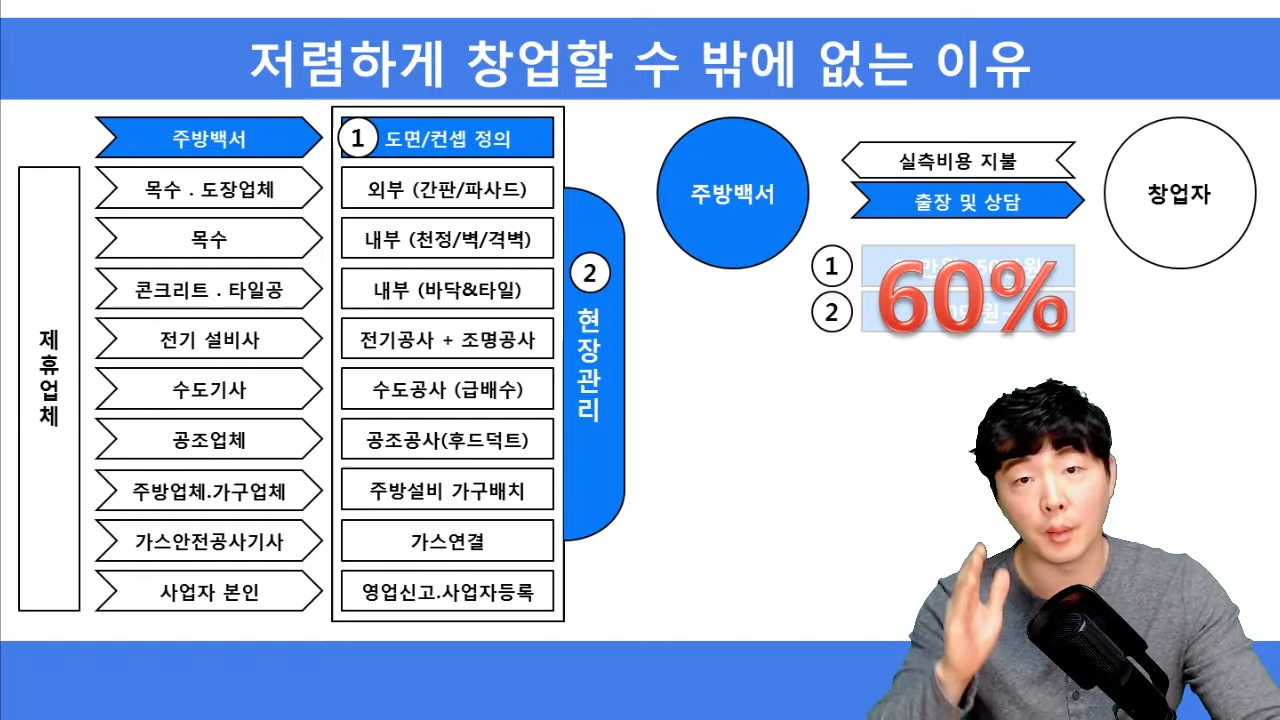 저렴하게 창업할 수 밖에 없는 이유
주방백서
① 도면/컨셉 정의
제휴업체
목수 . 도장업체
외부 (간판/파사드)
목수
내부 (천정/벽/격벽)
콘크리트 . 타일공
내부 (바닥&타일)
전기 설비사
전기공사 + 조명공사
수도기사
수도공사 (급배수)
공조업체
공조공사(후드덕트)
주방업체.가구업체
주방설비 가구배치
가스안전공사기사
가스연결
사업자 본인
영업신고.사업자등록
② 현장관리
주방백서
실측비용 지불
출장 및 상담
창업자
①
②
60%